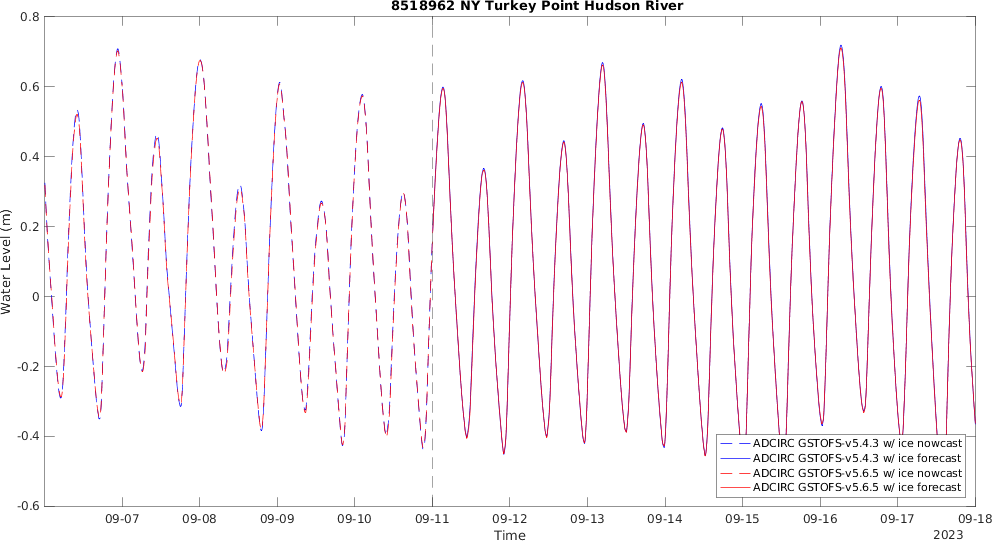 8518962 NY Turkey Point Hudson River
0.8
0.6
0.4
0.2
0
-0.2
-0.4
-0.6
Water Level (m)
ADCIRC GSTOFS-v5.4.3 w/ ice nowcast
ADCIRC GSTOFS-v5.4.3 w/ ice forecast
ADCIRC GSTOFS-v5.6.5 w/ ice nowcast
ADCIRC GSTOFS-v5.6.5 w/ ice forecast
09-07 09-08 09-09 09-10 09-11 09-12 09-13 09-14 09-15 09-16 09-17 09-18
Time
2023